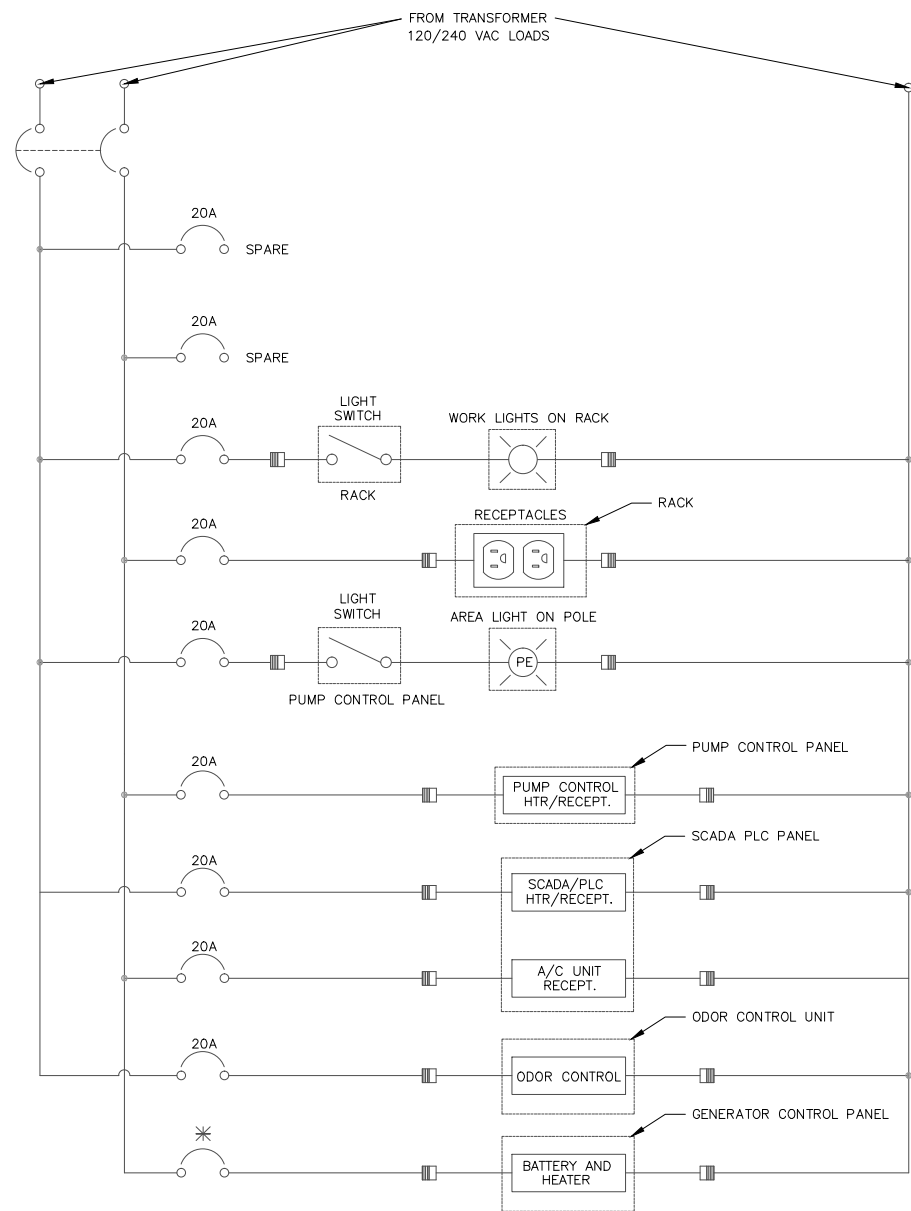 FROM TRANSFORMER
120/240 VAC LOADS
20A
SPARE
20A
SPARE
20A
LIGHT
SWITCH
RACK
WORK LIGHTS ON RACK
20A
RECEPTACLES
RACK
20A
LIGHT
SWITCH
PUMP CONTROL PANEL
AREA LIGHT ON POLE
PE
20A
PUMP CONTROL
HTR/RECEPT.
PUMP CONTROL PANEL
20A
SCADA/PLC
HTR/RECEPT.
SCADA PLC PANEL
20A
A/C UNIT
RECEPT.
20A
ODOR CONTROL
ODOR CONTROL UNIT
*
BATTERY AND
HEATER
GENERATOR CONTROL PANEL